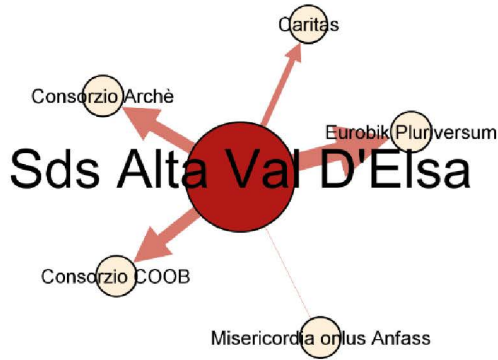 Caritas
Consorzio Archè
Eurobik Pluriversum
Sds Alta Val D'Elsa
Consorzio COOB
Misericordia onlus Anfass